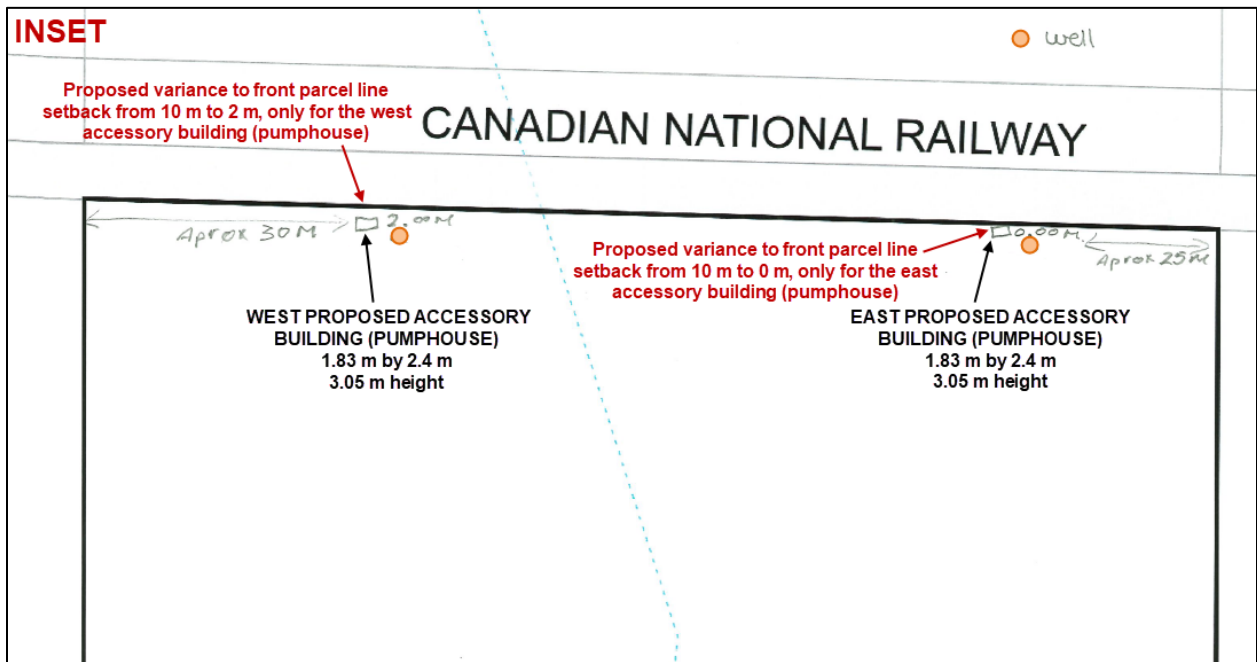 INSET
well
Proposed variance to front parcel line
setback from 10 m to 2 m, only for the west
accessory building (pumphouse)
CANADIAN NATIONAL RAILWAY
Aprox 30M
2.00M
Proposed variance to front parcel line
setback from 10 m to 0 m, only for the east
accessory building (pumphouse)
0.00M.
Aprox 25M
WEST PROPOSED ACCESSORY
BUILDING (PUMPHOUSE)
1.83 m by 2.4 m
3.05 m height
EAST PROPOSED ACCESSORY
BUILDING (PUMPHOUSE)
1.83 m by 2.4 m
3.05 m height